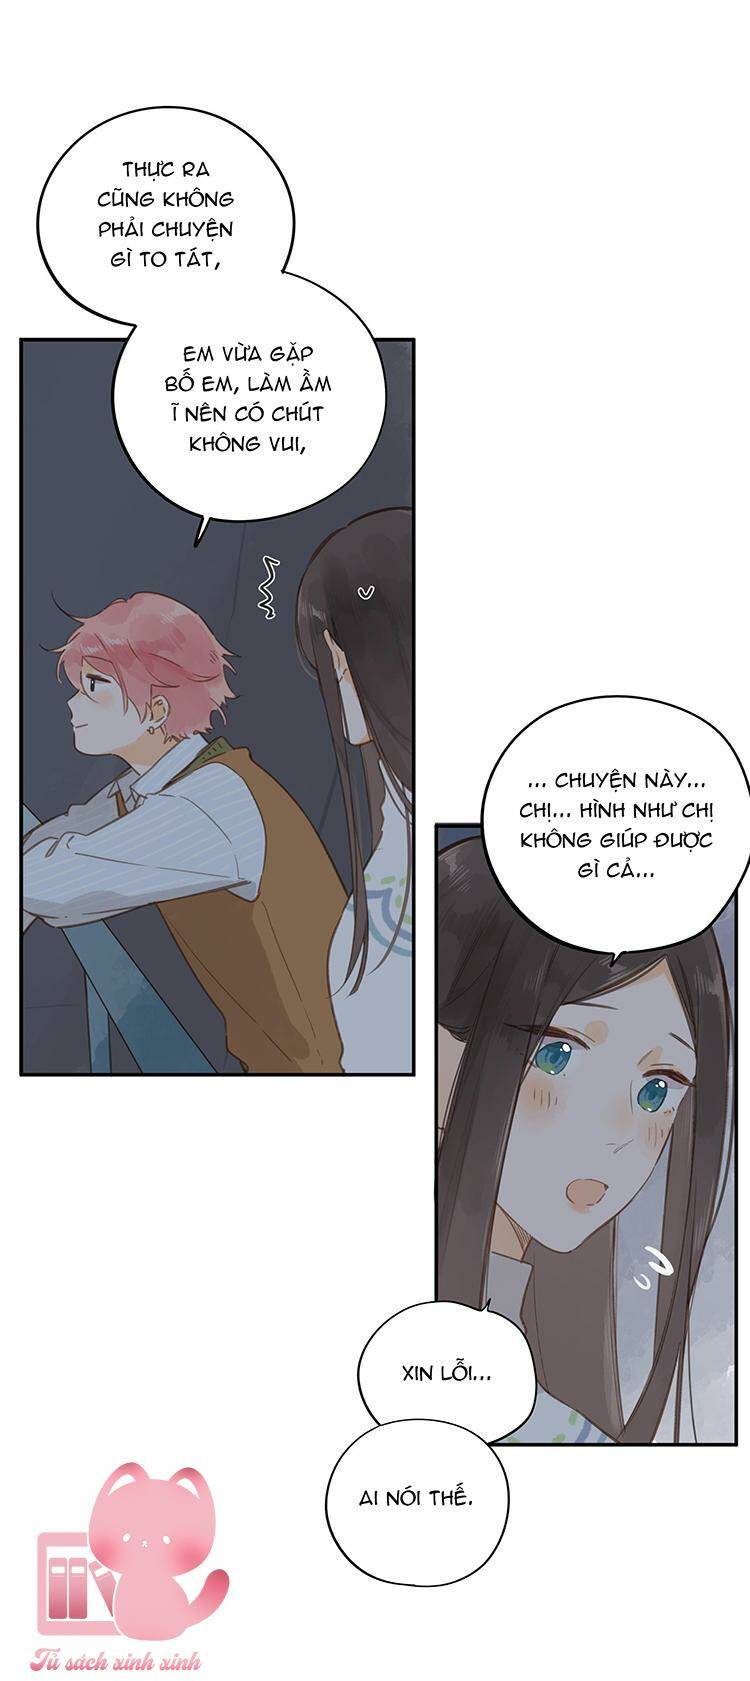 THỰC RA
CŨNG KHÔNG
PHẢI CHUYỆN
GÌ TO TÁT,
EM VỪA GẶP
BỐ EM, LÀM ẦM
Ĩ NÊN CÓ CHÚT
KHÔNG VUI,
... CHUYỆN NÀY...
CHỊ... HÌNH NHƯ CHỊ
KHÔNG GIÚP ĐƯỢC
GÌ CẢ...
XIN LỖI...
AI NÓI THẾ.
Tủ sách xinh xinh